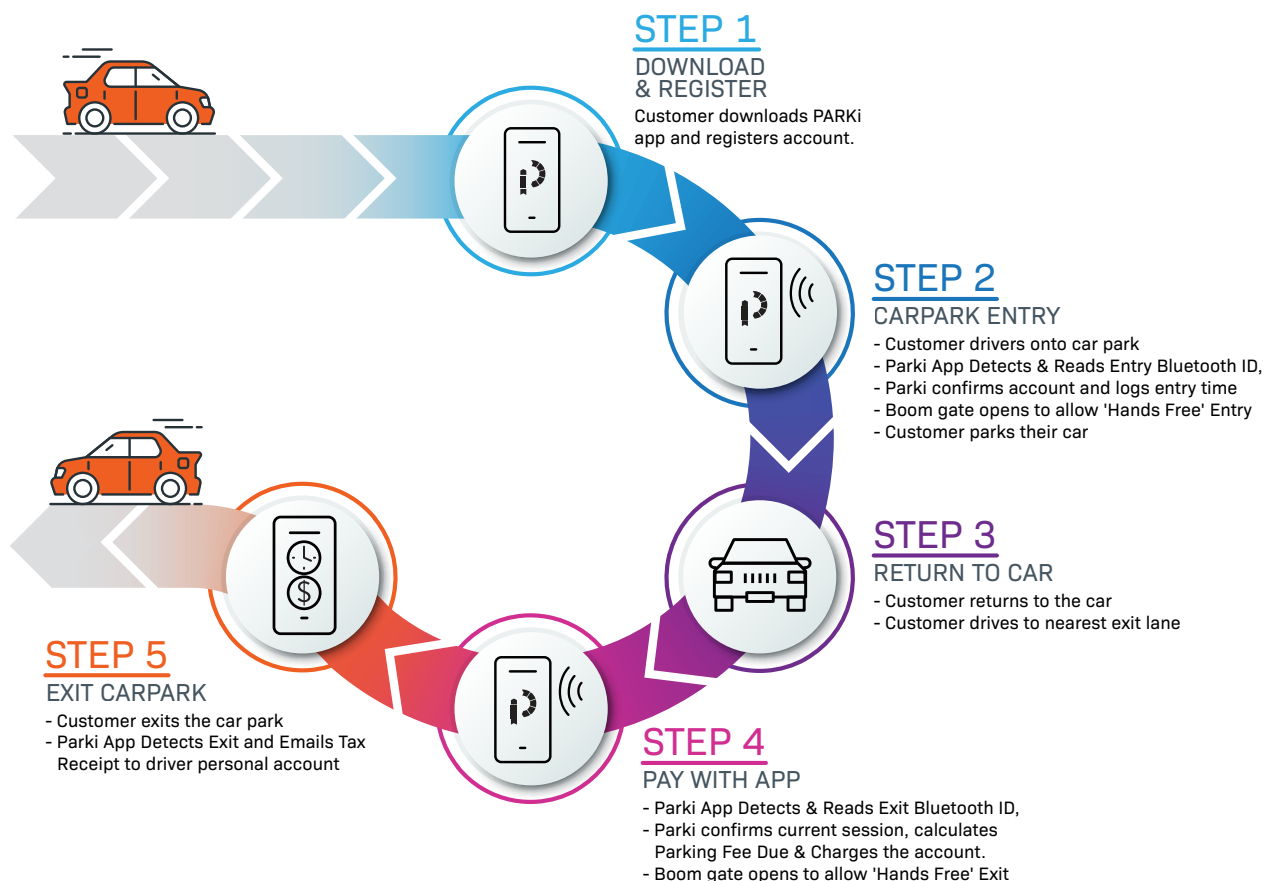 STEP 1
DOWNLOAD
& REGISTER
Customer downloads PARKi
app and registers account.
STEP 2
CARPARK ENTRY
- Customer drivers onto car park
- Parki App Detects & Reads Entry Bluetooth ID,
- Parki confirms account and logs entry time
- Boom gate opens to allow 'Hands Free' Entry
- Customer parks their car
STEP 3
RETURN TO CAR
- Customer returns to the car
- Customer drives to nearest exit lane
STEP 4
PAY WITH APP
- Parki App Detects & Reads Exit Bluetooth ID,
- Parki confirms current session, calculates
Parking Fee Due & Charges the account.
- Boom gate opens to allow 'Hands Free' Exit
STEP 5
EXIT CARPARK
- Customer exits the car park
- Parki App Detects Exit and Emails Tax
Receipt to driver personal account
$